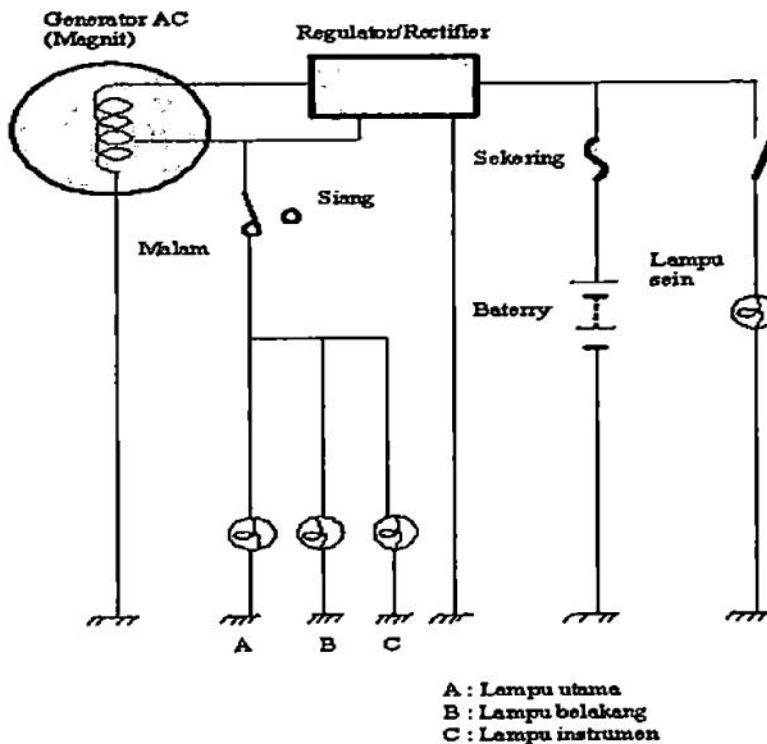 Generator AC
(Magnit)
Regulator/Rectifier
Sekering
Siang
Malam
Lampu
sein
Baterry
A
B
C
A : Lampu utama
B : Lampu belakang
C : Lampu instrumen